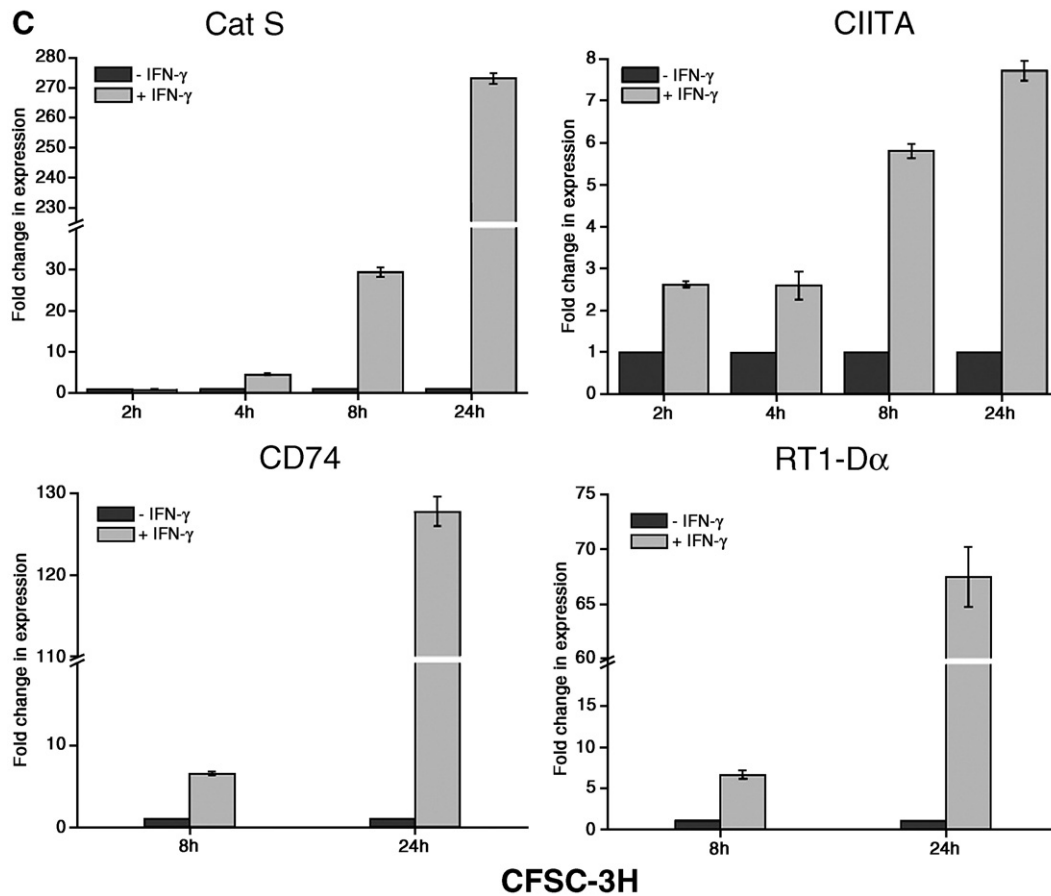 C
Cat S
Fold change in expression
280
270
260
250
240
230
30
20
10
0
- IFN-γ
+ IFN-γ
2h 4h 8h 24h
CIITA
Fold change in expression
8
7
6
5
4
3
2
1
0
- IFN-γ
+ IFN-γ
2h 4h 8h 24h
CD74
Fold change in expression
130
120
110
10
0
- IFN-γ
+ IFN-γ
8h 24h
RT1-Dα
Fold change in expression
75
70
65
60
15
10
5
0
- IFN-γ
+ IFN-γ
8h 24h
CFSC-3H